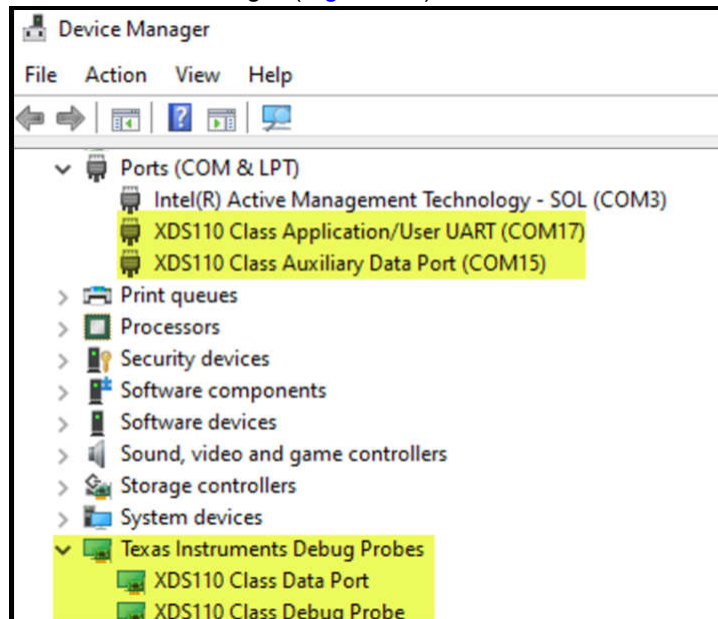 Device Manager
File Action View Help
Ports (COM & LPT)
Intel(R) Active Management Technology - SOL (COM3)
XDS110 Class Application/User UART (COM17)
XDS110 Class Auxiliary Data Port (COM15)
Print queues
Processors
Security devices
Software components
Software devices
Sound, video and game controllers
Storage controllers
System devices
Texas Instruments Debug Probes
XDS110 Class Data Port
XDS110 Class Debug Probe